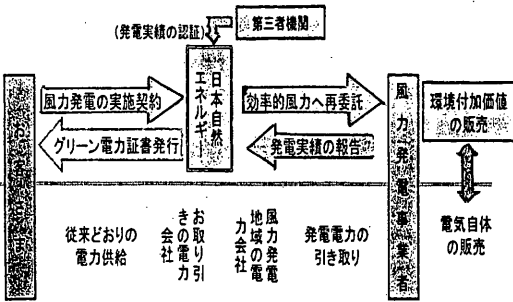 (発電実績の認証)
第三者機関
お客さま
風力発電の実施契約
グリーン電力証書発行
日本自然
エネルギー
効率的風力へ再委託
発電実績の報告
風力発電事業者
環境付加価値
の販売
従来どおりの
電力供給
お取り引
きの電力
会社
風力発電
地域の電
力会社
発電電力の
引き取り
電気自体
の販売